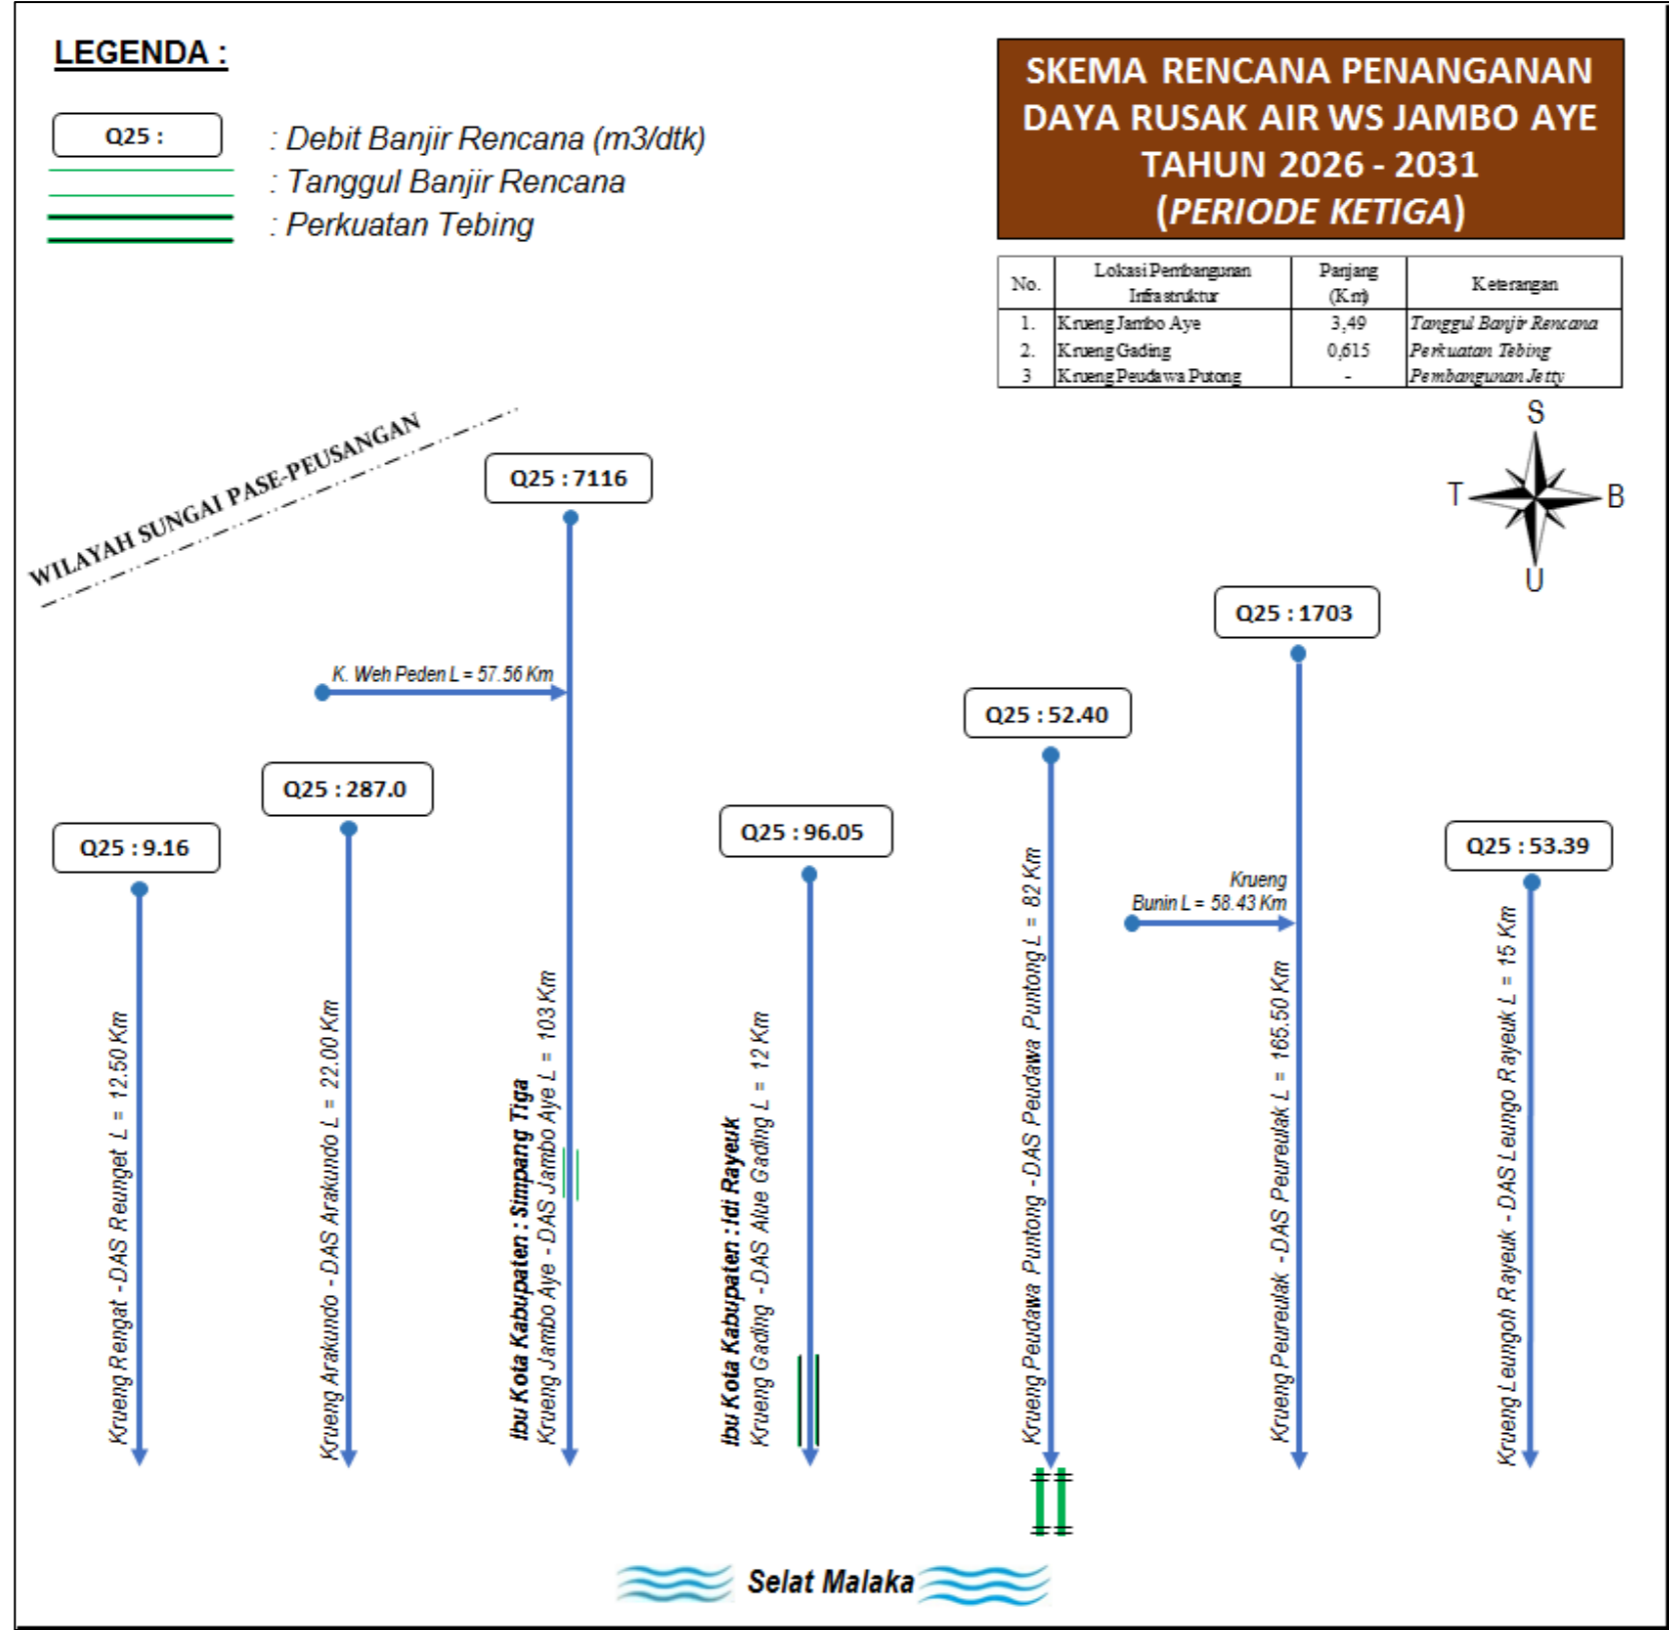 LEGENDA :
Q25 :
: Debit Banjir Rencana (m3/dtk)
: Tanggul Banjir Rencana
: Perkuatan Tebing
SKEMA RENCANA PENANGANAN
DAYA RUSAK AIR WS JAMBO AYE
TAHUN 2026 - 2031
(PERIODE KETIGA)
No. Lokasi Pembangunan Infrastruktur Panjang (Km) Keterangan
1. Krueng Jambo Aye 3,49 Tanggul Banjir Rencana
2. Krueng Gading 0,615 Perkuatan Tebing
3 Krueng Peudawa Putong - Pembangunan Jetty
S
T
B
U
WILAYAH SUNGAI PASE-PEUSANGAN
Q25 : 7116
Q25 : 1703
K. Weh Peden L = 57.56 Km
Q25 : 52.40
Q25 : 287.0
Q25 : 96.05
Q25 : 9.16
Q25 : 53.39
Krueng
Bunin L = 58.43 Km
Krueng Rengat - DAS Reunget L = 12.50 Km
Krueng Arakundo - DAS Arakundo L = 22.00 Km
Ibu Kota Kabupaten : Simpang Tiga
Krueng Jambo Aye - DAS Jambo Aye L = 103 Km
Ibu Kota Kabupaten : Idi Rayeuk
Krueng Gading - DAS Alue Gading L = 12 Km
Krueng Peudawa Puntong - DAS Peudawa Puntong L = 82 Km
Krueng Peureulak - DAS Peureulak L = 165.50 Km
Krueng Leungoh Rayeuk - DAS Leungo Rayeuk L = 15 Km
Selat Malaka